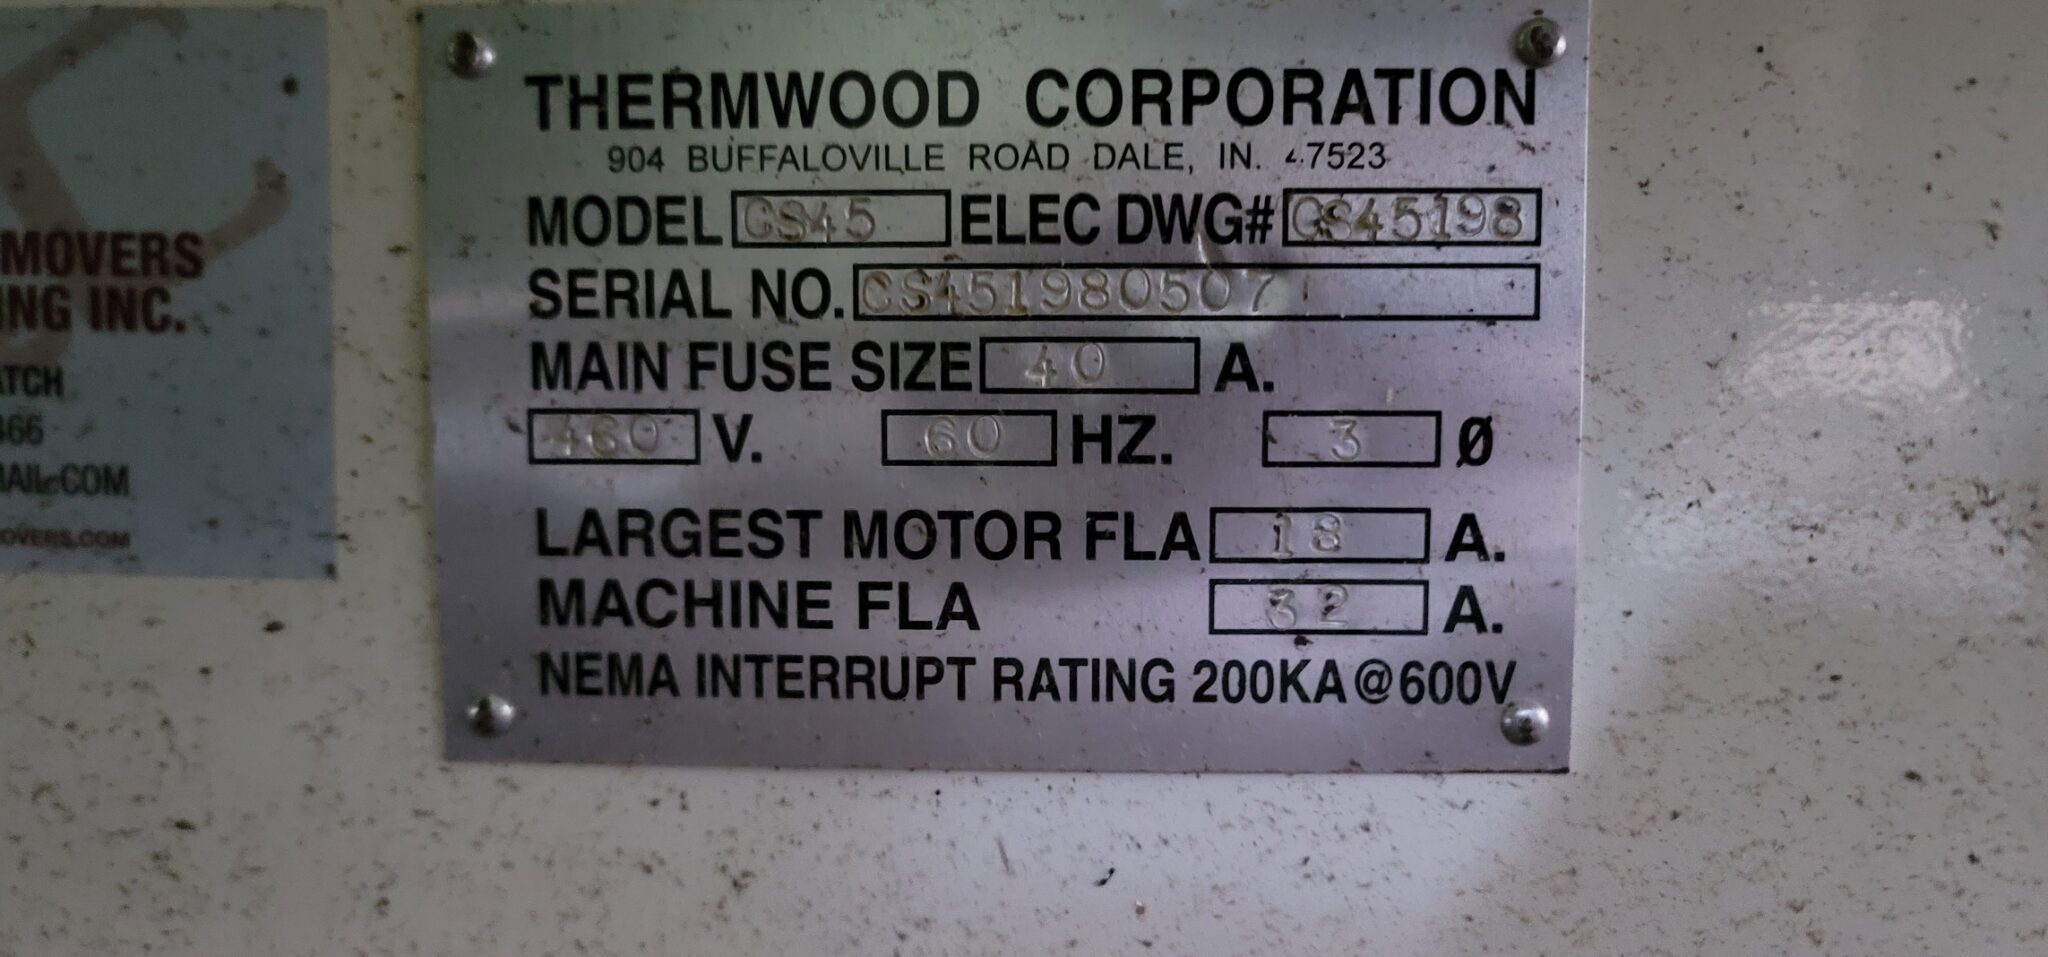 MOVERS
ING INC.
ATCH
466
MAIL.COM
OVERS.COM
THERMWOOD CORPORATION
904 BUFFALOVILLE ROAD DALE, IN. 47523
MODEL CS45 ELEC DWG# CS45198
SERIAL NO. CS451980507
MAIN FUSE SIZE 40 A.
460 V. 60 HZ. 3 Ø
LARGEST MOTOR FLA 18 A.
MACHINE FLA 32 A.
NEMA INTERRUPT RATING 200KA@600V